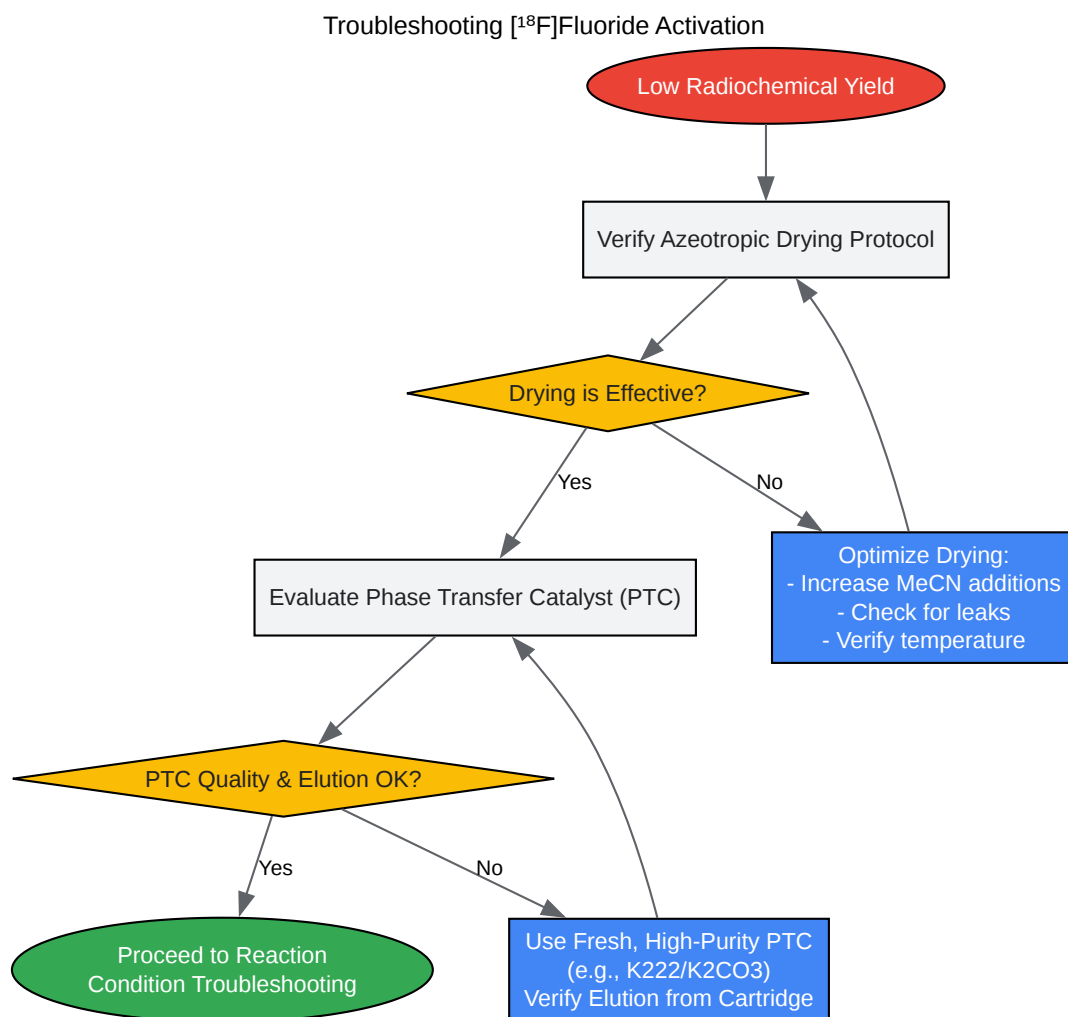 Troubleshooting [¹⁸F]Fluoride Activation
Low Radiochemical Yield
Verify Azeotropic Drying Protocol
Drying is Effective?
Yes
No
Optimize Drying:
- Increase MeCN additions
- Check for leaks
- Verify temperature
Evaluate Phase Transfer Catalyst (PTC)
PTC Quality & Elution OK?
Yes
No
Proceed to Reaction
Condition Troubleshooting
Use Fresh, High-Purity PTC
(e.g., K222/K2CO3)
Verify Elution from Cartridge